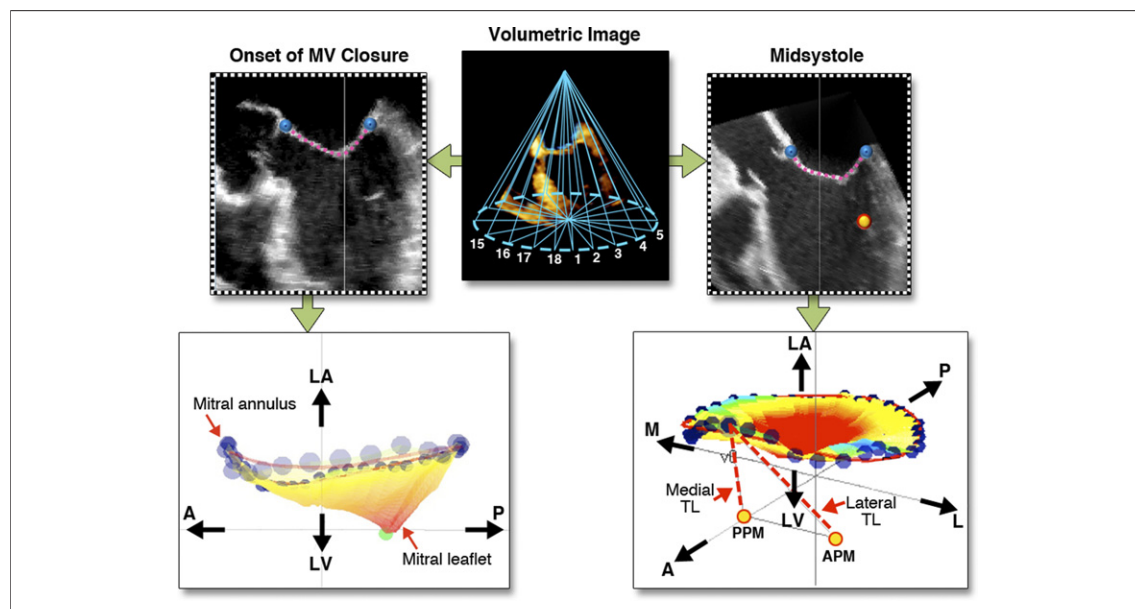 Volumetric Image
Onset of MV Closure
Midsystole
15
16
17
18
1
2
3
4
5
LA
Mitral annulus
A
P
LV
Mitral leaflet
LA
P
M
Medial
TL
LV
Lateral
TL
L
PPM
APM
A